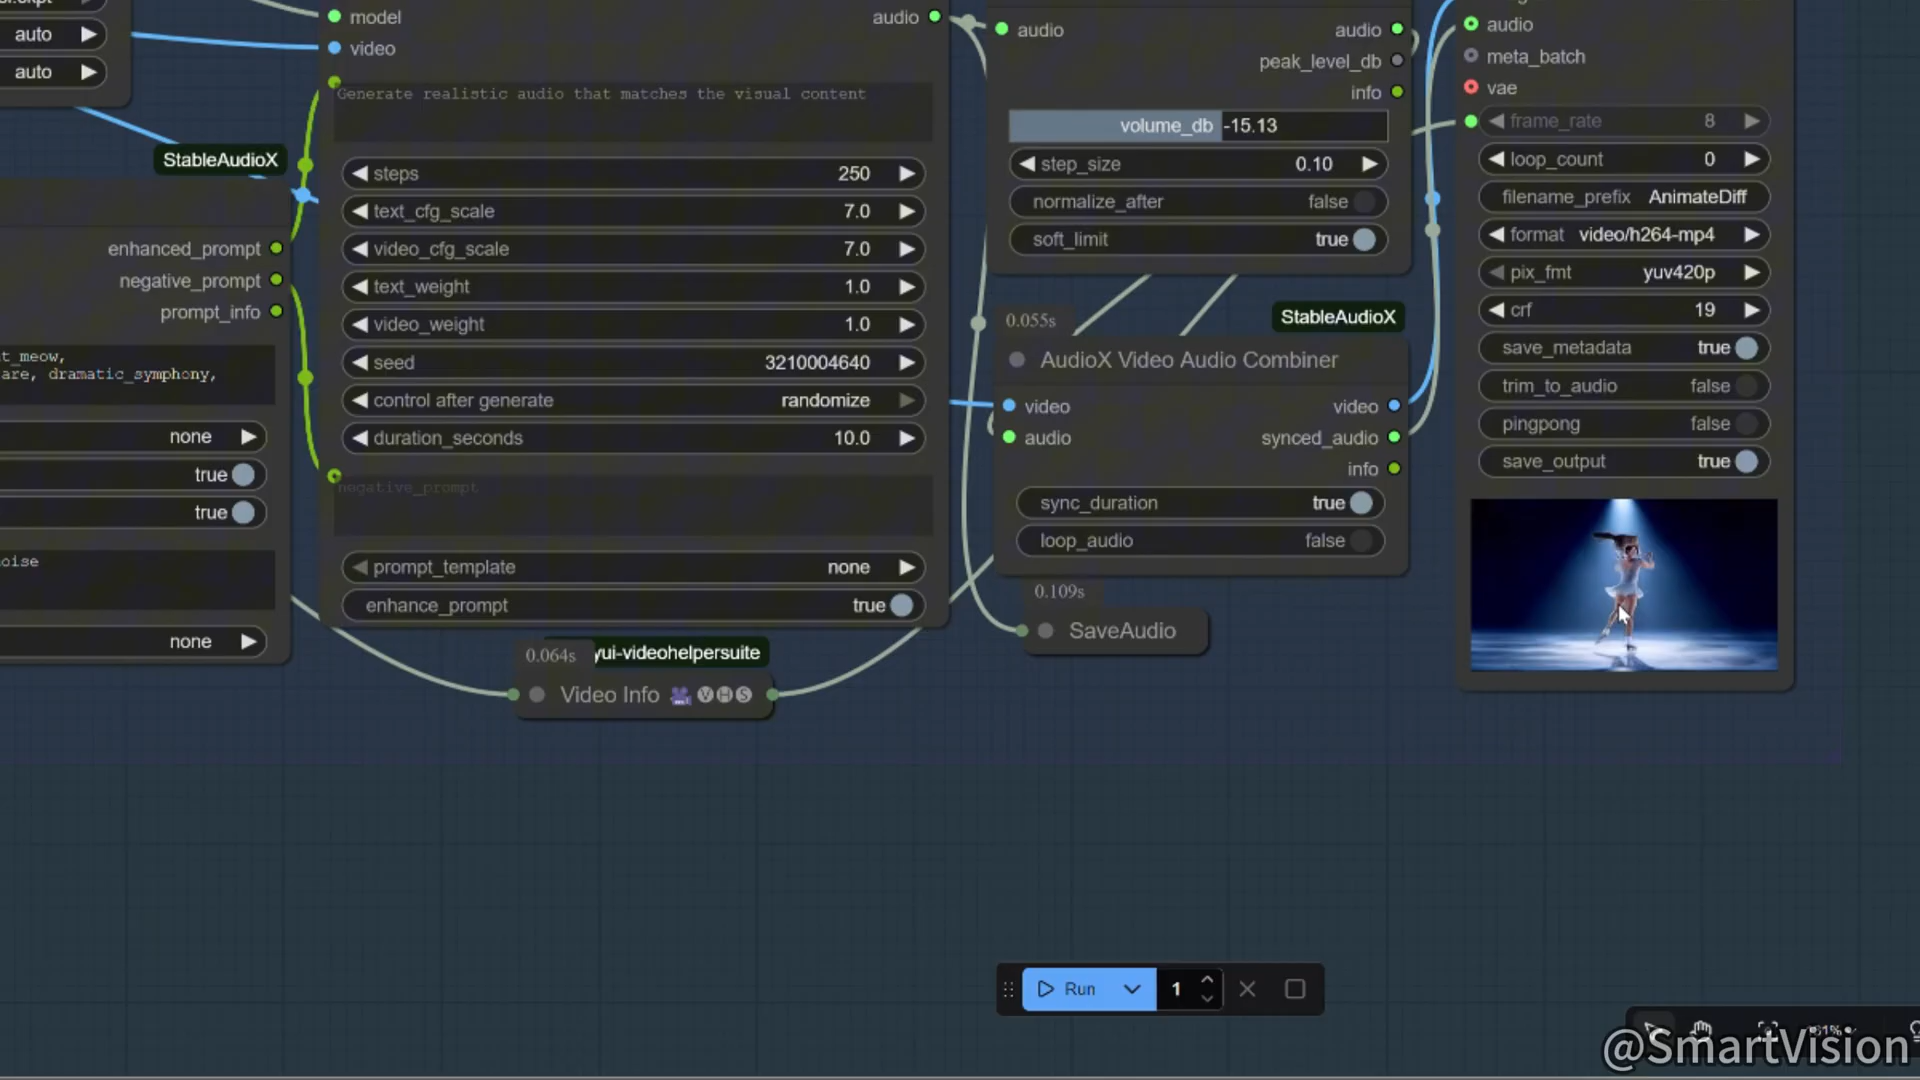 auto
auto
model
video
audio
Generate realistic audio that matches the visual content
StableAudioX
enhanced_prompt
negative_prompt
prompt_info
t_meow,
are, dramatic_symphony,
none
true
true
oise
none
steps 250
text_cfg_scale 7.0
video_cfg_scale 7.0
text_weight 1.0
video_weight 1.0
seed 3210004640
control after generate randomize
duration_seconds 10.0
negative_prompt
prompt_template none
enhance_prompt true
0.064s
yui-videohelpersuite
Video Info VHS
audio audio
peak_level_db
info
volume_db -15.13
step_size 0.10
normalize_after false
soft_limit true
0.055s
StableAudioX
AudioX Video Audio Combiner
video video
audio synced_audio
info
sync_duration true
loop_audio false
0.109s
SaveAudio
audio
meta_batch
vae
frame_rate 8
loop_count 0
filename_prefix AnimateDiff
format video/h264-mp4
pix_fmt yuv420p
crf 19
save_metadata true
trim_to_audio false
pingpong false
save_output true
Run
1
@SmartVision